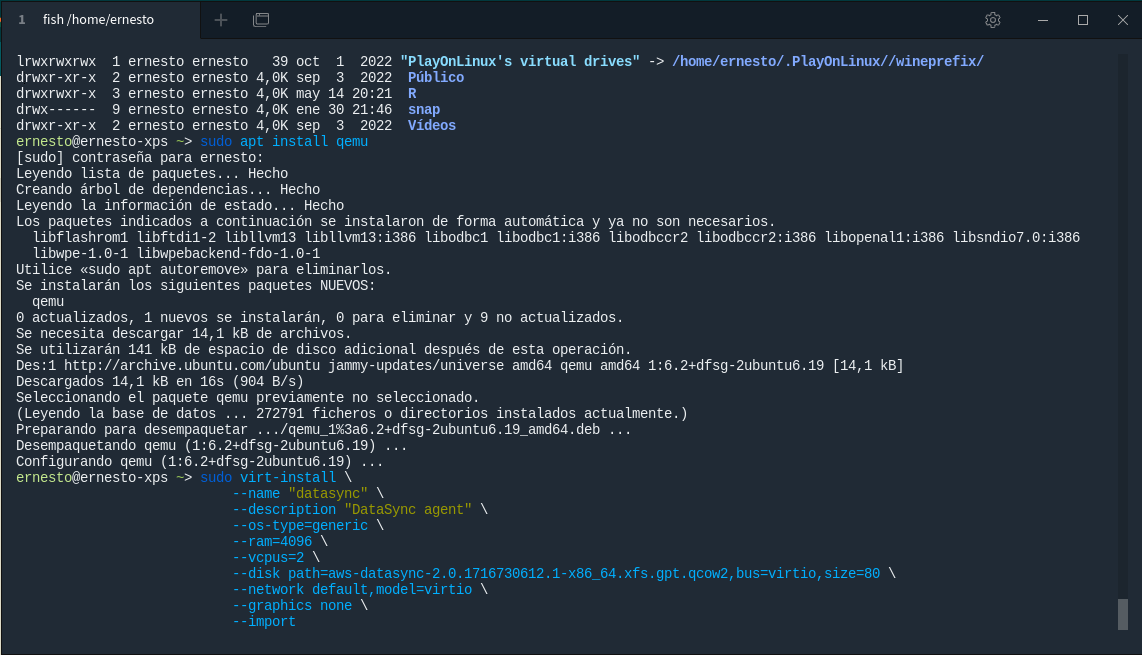 1 fish /home/ernesto
lrwxrwxrwx  1 ernesto ernesto   39 oct  1  2022 "PlayOnLinux's virtual drives" -> /home/ernesto/.PlayOnLinux//wineprefix/
drwxr-xr-x  2 ernesto ernesto 4,0K sep  3  2022  Público
drwxrwxr-x  3 ernesto ernesto 4,0K may 14 20:21  R
drwx------  9 ernesto ernesto 4,0K ene 30 21:46  snap
drwxr-xr-x  2 ernesto ernesto 4,0K sep  3  2022  Vídeos
ernesto@ernesto-xps ~> sudo apt install qemu
[sudo] contraseña para ernesto:
Leyendo lista de paquetes... Hecho
Creando árbol de dependencias... Hecho
Leyendo la información de estado... Hecho
Los paquetes indicados a continuación se instalaron de forma automática y ya no son necesarios.
  libflashrom1 libftdi1-2 libllvm13 libllvm13:i386 libodbc1 libodbc1:i386 libodbccr2 libodbccr2:i386 libopenal1:i386 libsndio7.0:i386
  libwpe-1.0-1 libwpebackend-fdo-1.0-1
Utilice «sudo apt autoremove» para eliminarlos.
Se instalarán los siguientes paquetes NUEVOS:
  qemu
0 actualizados, 1 nuevos se instalarán, 0 para eliminar y 9 no actualizados.
Se necesita descargar 14,1 kB de archivos.
Se utilizarán 141 kB de espacio de disco adicional después de esta operación.
Des:1 http://archive.ubuntu.com/ubuntu jammy-updates/universe amd64 qemu amd64 1:6.2+dfsg-2ubuntu6.19 [14,1 kB]
Descargados 14,1 kB en 16s (904 B/s)
Seleccionando el paquete qemu previamente no seleccionado.
(Leyendo la base de datos ... 272791 ficheros o directorios instalados actualmente.)
Preparando para desempaquetar .../qemu_1%3a6.2+dfsg-2ubuntu6.19_amd64.deb ...
Desempaquetando qemu (1:6.2+dfsg-2ubuntu6.19) ...
Configurando qemu (1:6.2+dfsg-2ubuntu6.19) ...
ernesto@ernesto-xps ~> sudo virt-install \
                           --name "datasync" \
                           --description "DataSync agent" \
                           --os-type=generic \
                           --ram=4096 \
                           --vcpus=2 \
                           --disk path=aws-datasync-2.0.1716730612.1-x86_64.xfs.gpt.qcow2,bus=virtio,size=80 \
                           --network default,model=virtio \
                           --graphics none \
                           --import